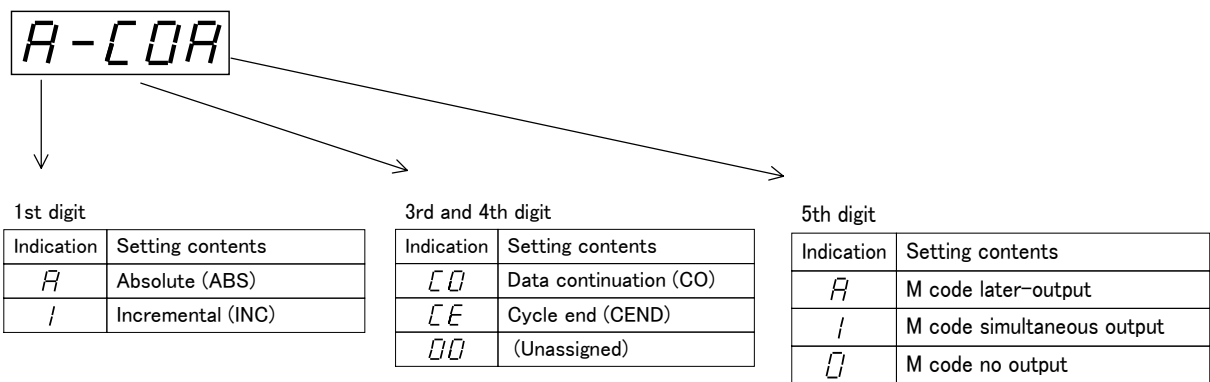 A-COA
1st digit
Indication Setting contents
A Absolute (ABS)
I Incremental (INC)
3rd and 4th digit
Indication Setting contents
CO Data continuation (CO)
CE Cycle end (CEND)
00 (Unassigned)
5th digit
Indication Setting contents
A M code later-output
I M code simultaneous output
0 M code no output